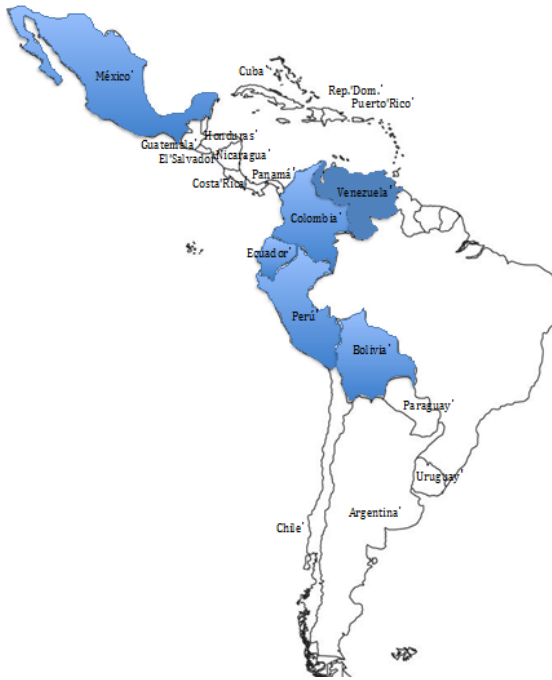 México'
Cuba'
Rep.'Dom.'
Puerto'Rico'
Honduras'
Guatemala'
Nicaragua'
El'Salvador'
Costa'Rica'
Panamá'
Venezuela'
Colombia'
Ecuador'
Perú'
Bolivia'
Paraguay'
Uruguay'
Argentina'
Chile'